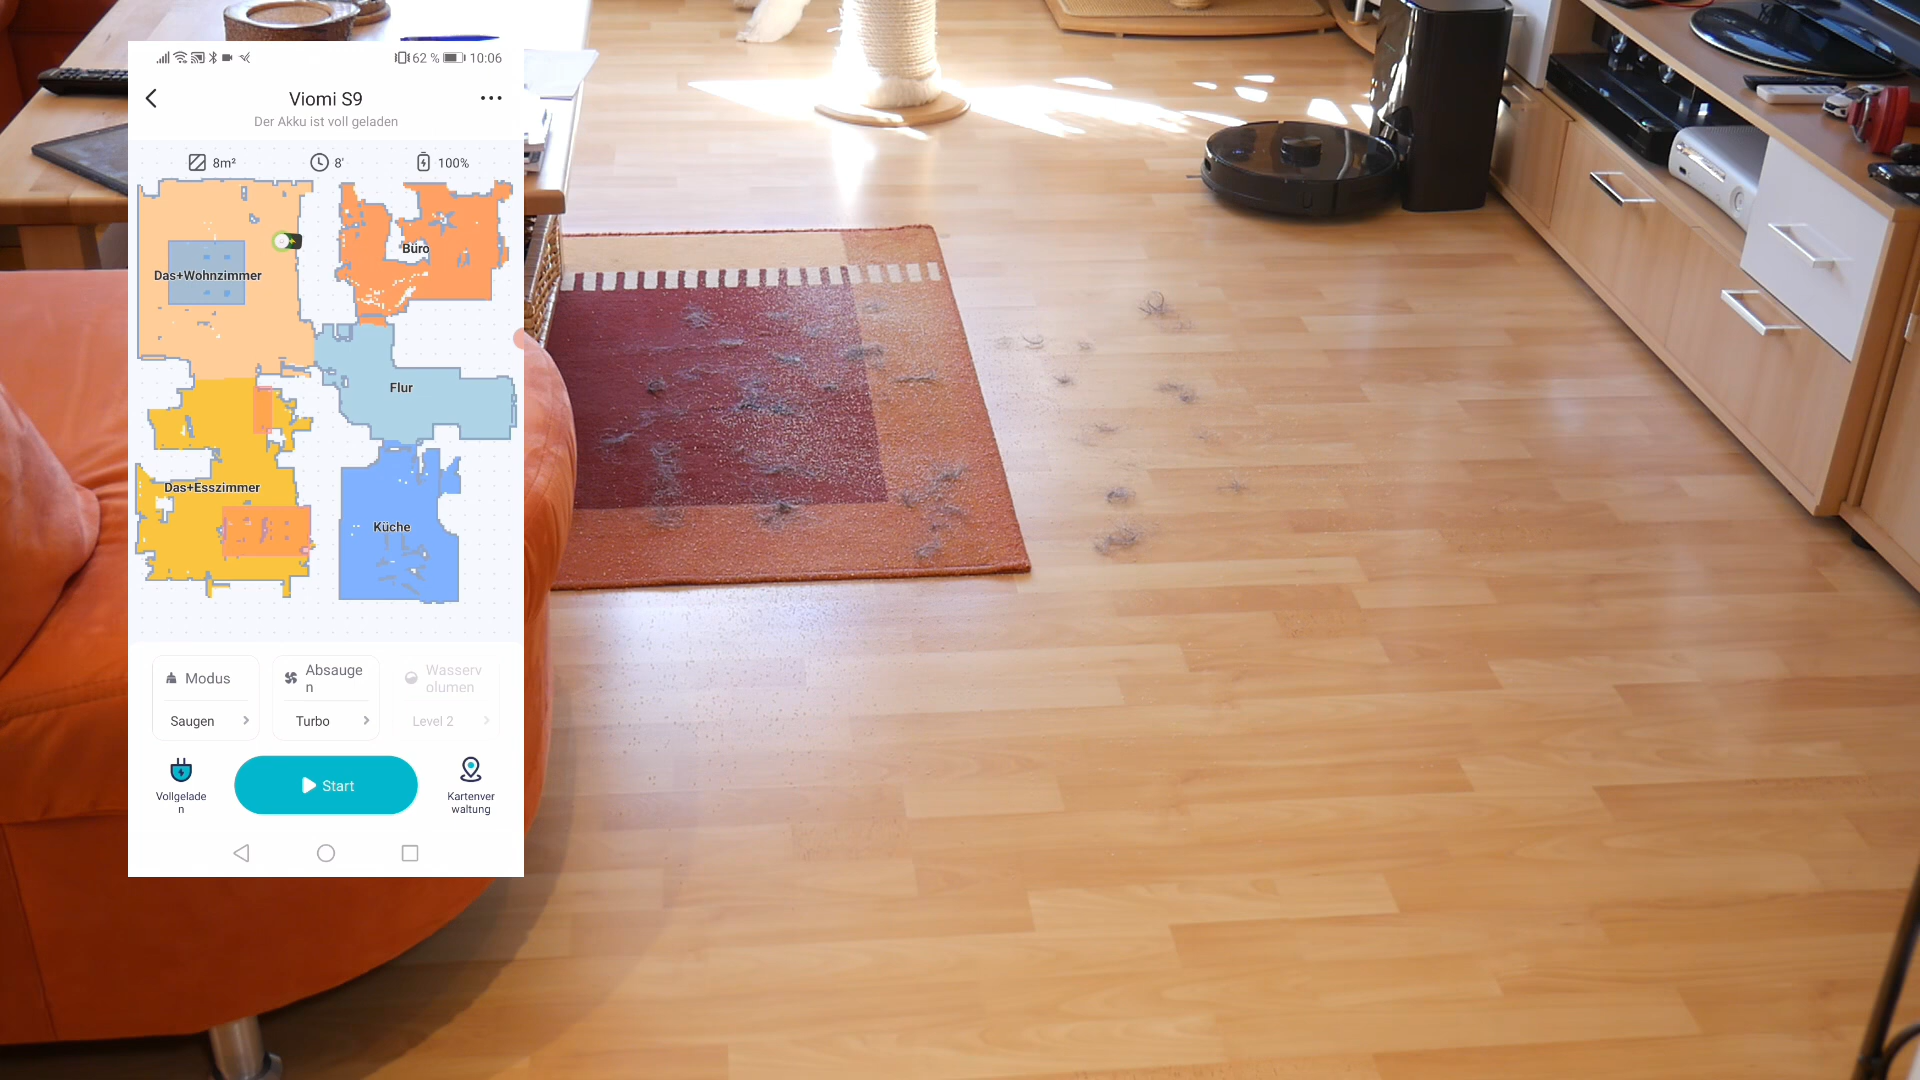 62 % 10:06
Viomi S9
Der Akku ist voll geladen
8m² 8' 100%
Büro
Das+Wohnzimmer
Flur
Das+Esszimmer
Küche
Modus
Absauge
n
Wasserv
olumen
Saugen
Turbo
Level 2
Vollgelade
n
Start
Kartenver
waltung